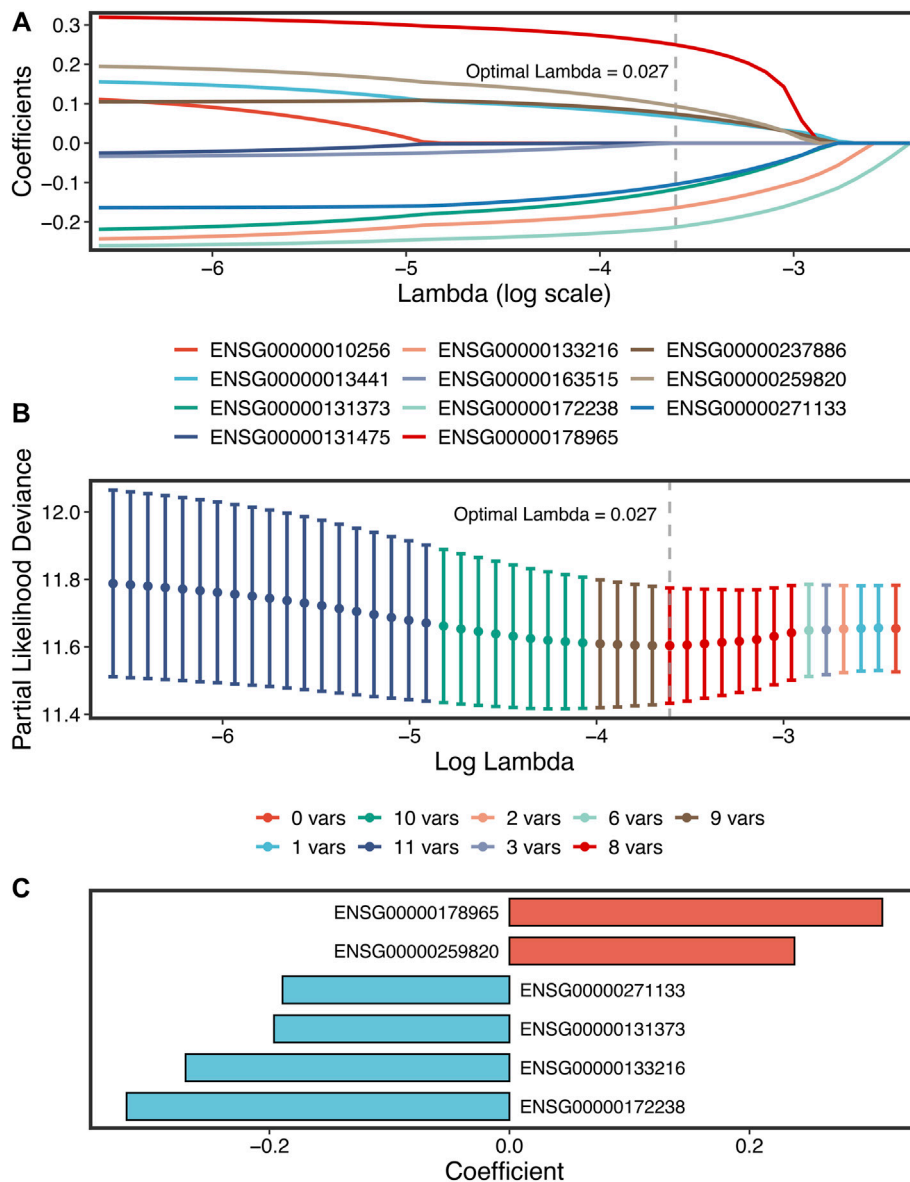 A
Coefficients
0.3
0.2
0.1
0.0
−0.1
−0.2
Optimal Lambda = 0.027
−6 −5 −4 −3
Lambda (log scale)
ENSG00000010256 ENSG00000133216 ENSG00000237886
ENSG00000013441 ENSG00000163515 ENSG00000259820
ENSG00000131373 ENSG00000172238 ENSG00000271133
ENSG00000131475 ENSG00000178965
B
Partial Likelihood Deviance
12.0
11.8
11.6
11.4
Optimal Lambda = 0.027
−6 −5 −4 −3
Log Lambda
0 vars 10 vars 2 vars 6 vars 9 vars
1 vars 11 vars 3 vars 8 vars
C
ENSG00000178965
ENSG00000259820
ENSG00000271133
ENSG00000131373
ENSG00000133216
ENSG00000172238
−0.2 0.0 0.2
Coefficient